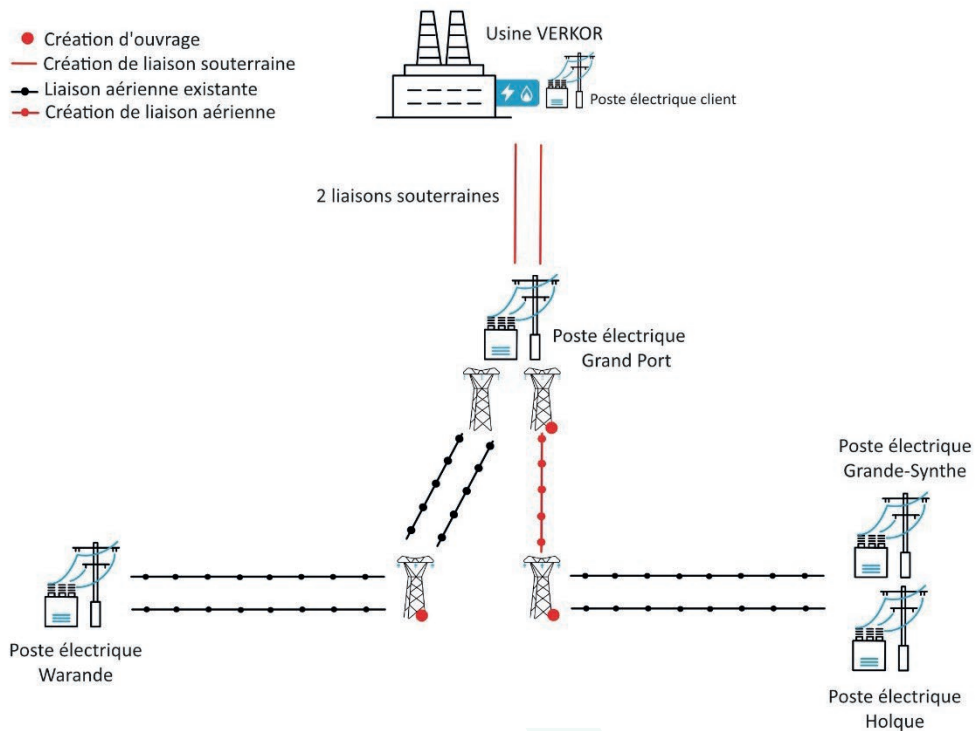 Usine VERKOR
Création d'ouvrage
Création de liaison souterraine
Liaison aérienne existante
Création de liaison aérienne
Poste électrique client
2 liaisons souterraines
Poste électrique
Grand Port
Poste électrique
Grande-Synthe
Poste électrique
Warande
Poste électrique
Holque